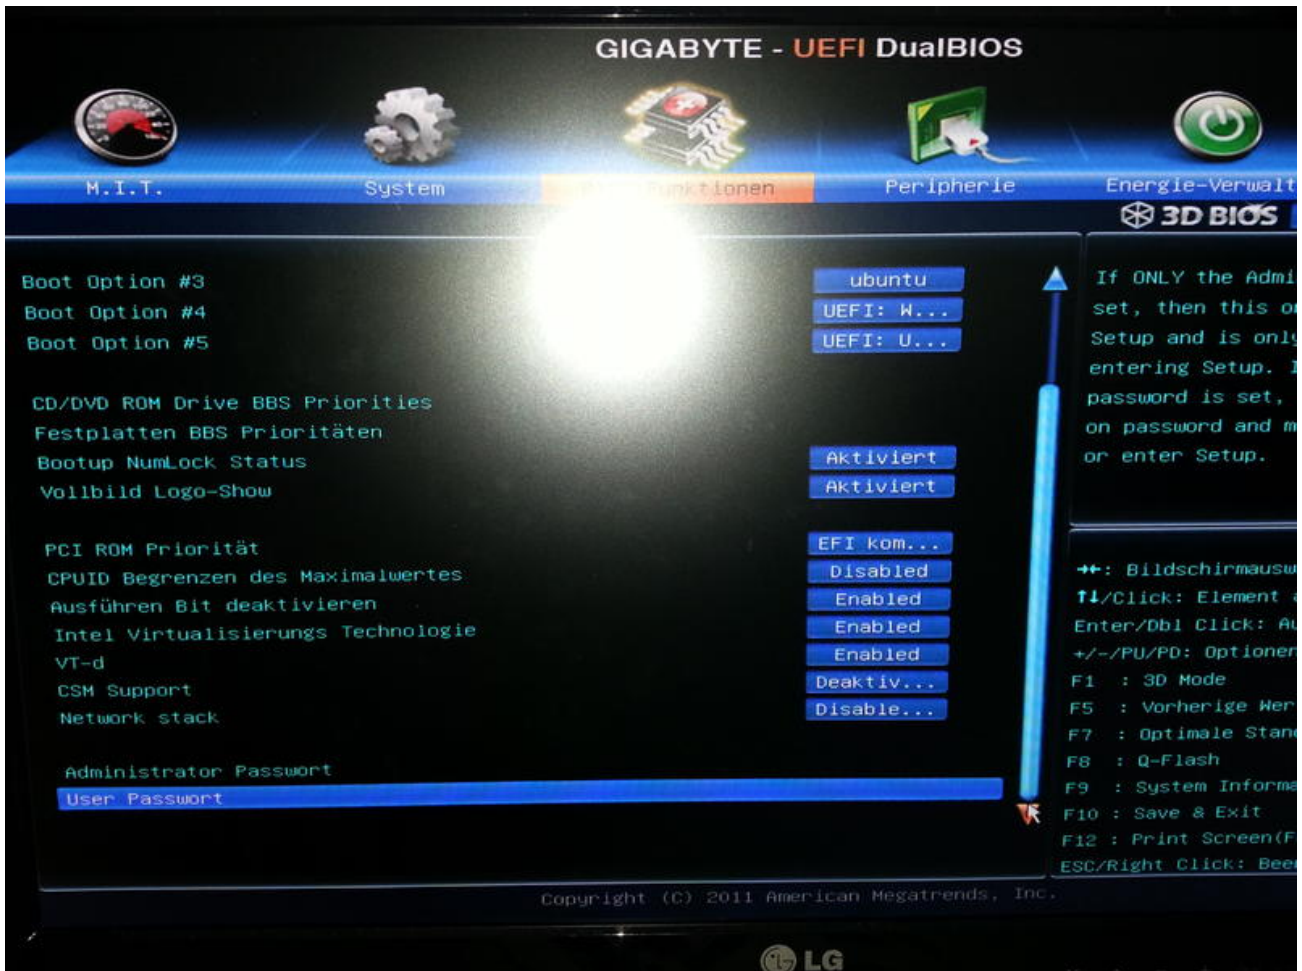 GIGABYTE - UEFI DualBIOS
M.I.T.
System
Funktionen
Peripherie
Energie-Verwalt
3D BIOS
Boot Option #3 ubuntu
Boot Option #4 UEFI: W...
Boot Option #5 UEFI: U...
CD/DVD ROM Drive BBS Priorities
Festplatten BBS Prioritäten
Bootup NumLock Status Aktiviert
Vollbild Logo-Show Aktiviert
PCI ROM Priorität EFI kom...
CPUID Begrenzen des Maximalwertes Disabled
Ausführen Bit deaktivieren Enabled
Intel Virtualisierungs Technologie Enabled
VT-d Enabled
CSM Support Deaktiv...
Network stack Disable...
Administrator Passwort
User Passwort
If ONLY the Admi
set, then this o
Setup and is only
entering Setup. I
password is set,
on password and m
or enter Setup.
→←: Bildschirmausw
↑↓/Click: Element a
Enter/Dbl Click: Au
+/-/PU/PD: Optionen
F1 : 3D Mode
F5 : Vorherige Wer
F7 : Optimale Stand
F8 : Q-Flash
F9 : System Informa
F10 : Save & Exit
F12 : Print Screen(F
ESC/Right Click: Been
Copyright (C) 2011 American Megatrends, Inc.
LG